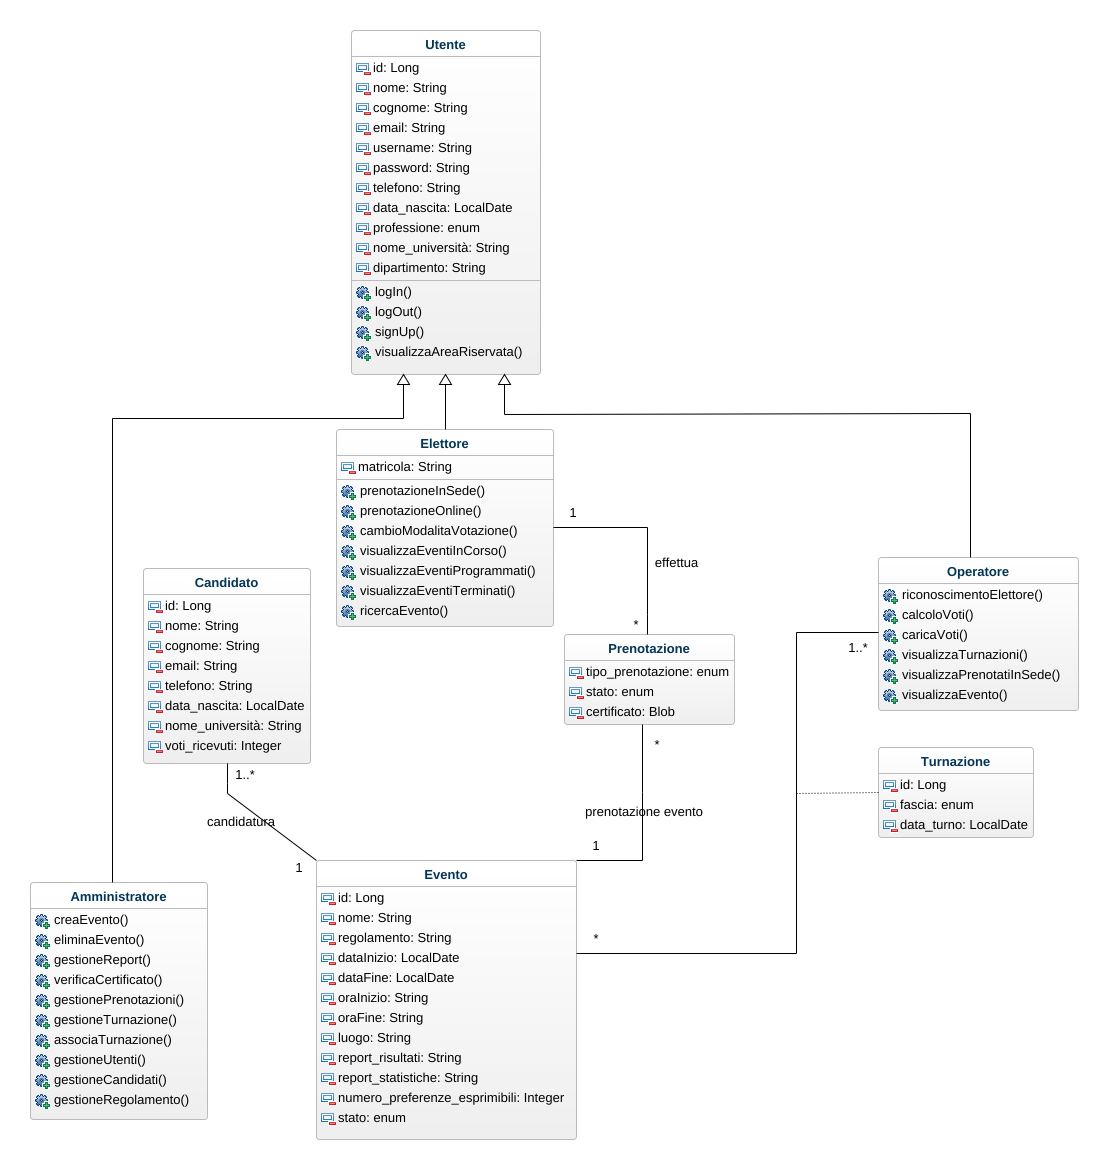 Utente
id: Long
nome: String
cognome: String
email: String
username: String
password: String
telefono: String
data_nascita: LocalDate
professione: enum
nome_università: String
dipartimento: String
logIn()
logOut()
signUp()
visualizzaAreaRiservata()
Elettore
matricola: String
prenotazioneInSede()
prenotazioneOnline()
cambioModalitaVotazione()
visualizzaEventiInCorso()
visualizzaEventiProgrammati()
visualizzaEventiTerminati()
ricercaEvento()
1
effettua
*
Candidato
id: Long
nome: String
cognome: String
email: String
telefono: String
data_nascita: LocalDate
nome_università: String
voti_ricevuti: Integer
1..*
candidatura
1
Prenotazione
tipo_prenotazione: enum
stato: enum
certificato: Blob
*
prenotazione evento
1
Operatore
riconoscimentoElettore()
calcoloVoti()
caricaVoti()
visualizzaTurnazioni()
visualizzaPrenotatiInSede()
visualizzaEvento()
1..*
Turnazione
id: Long
fascia: enum
data_turno: LocalDate
*
Amministratore
creaEvento()
eliminaEvento()
gestioneReport()
verificaCertificato()
gestionePrenotazioni()
gestioneTurnazione()
associaTurnazione()
gestioneUtenti()
gestioneCandidati()
gestioneRegolamento()
Evento
id: Long
nome: String
regolamento: String
dataInizio: LocalDate
dataFine: LocalDate
oraInizio: String
oraFine: String
luogo: String
report_risultati: String
report_statistiche: String
numero_preferenze_esprimibili: Integer
stato: enum